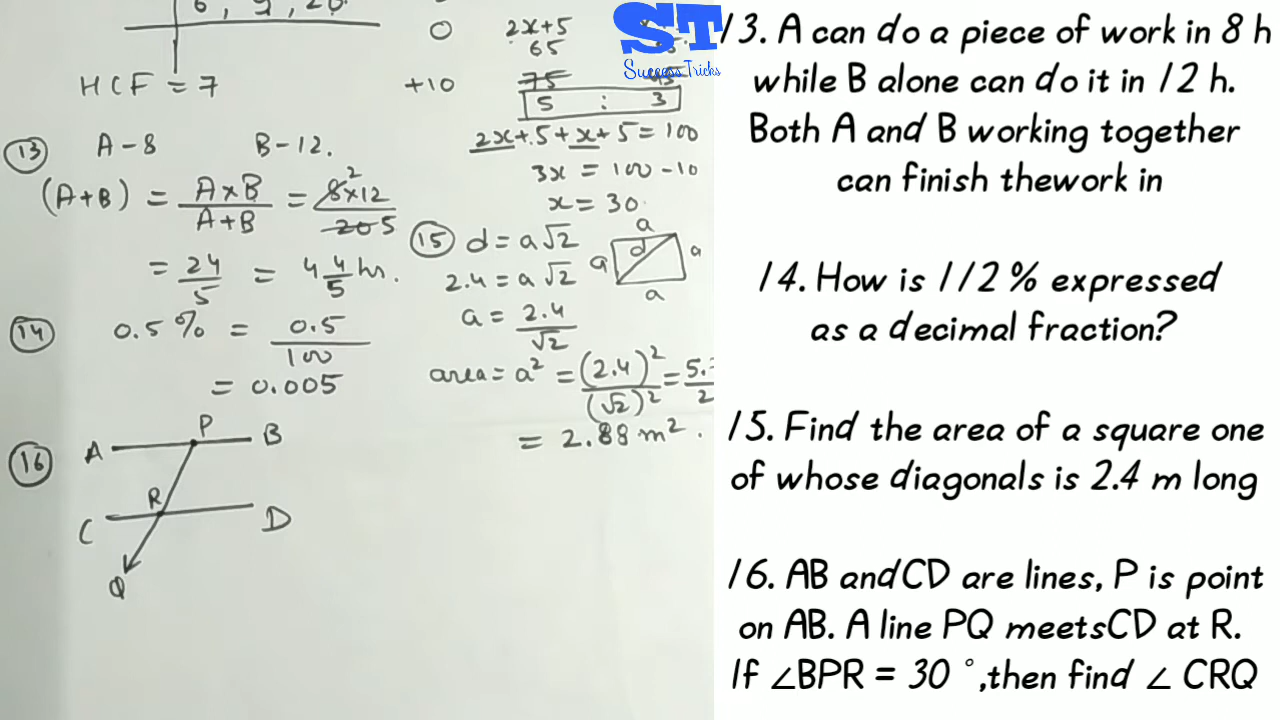 6, 9, 20
HCF = 7
0 2x+5
65
+10 75 45
5 : 3
2x+5+x+5 = 100
3x = 100-10
x = 30
ST
Success Tricks
13 A-8 B-12.
(A+B) = A×B/A+B = 8×12/20 5
2
= 24/5 = 4 4/5 hr.
14 0.5% = 0.5/100
= 0.005
15 d = a√2
2.4 = a√2
a = 2.4/√2
area = a² = (2.4)²/(√2)² = 5./2
= 2.88 m².
a
a d a
a
16 A P B
C R D
Q
13. A can do a piece of work in 8 h
while B alone can do it in 12 h.
Both A and B working together
can finish thework in
14. How is 1/2 % expressed
as a decimal fraction?
15. Find the area of a square one
of whose diagonals is 2.4 m long
16. AB andCD are lines, P is point
on AB. A line PQ meetsCD at R.
If ∠BPR = 30 °,then find ∠ CRQ